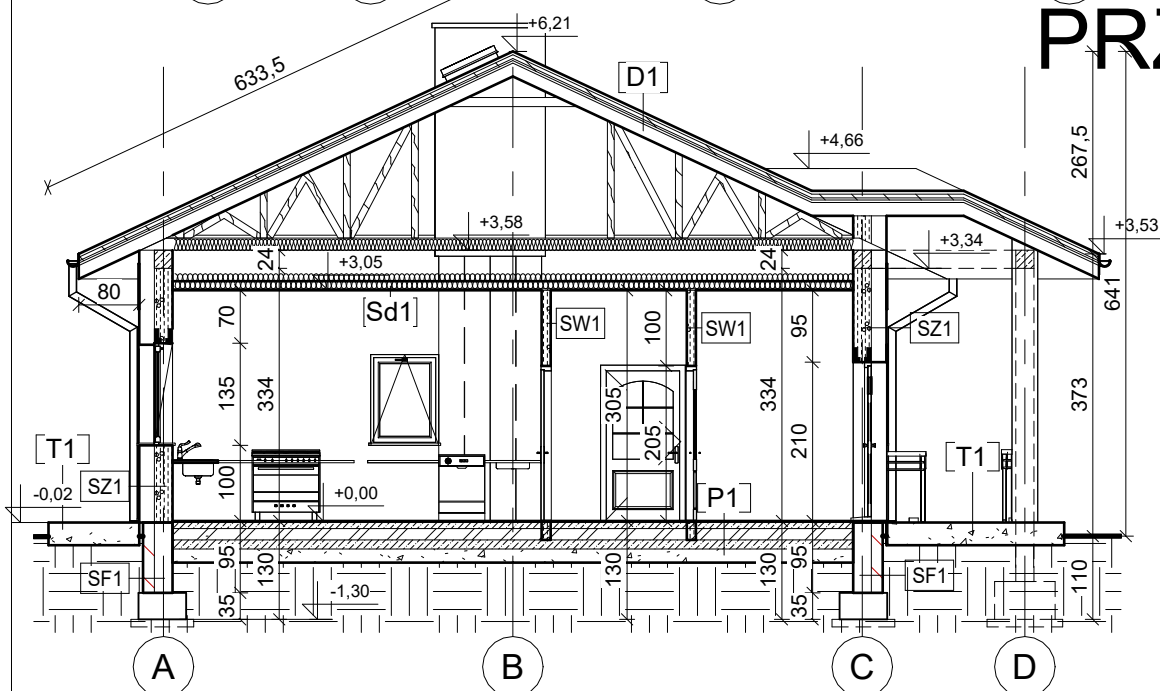 +6,21
PRZ
633,5
[D1]
+4,66
267,5
+3,58
+3,53
24
+3,05
24
+3,34
80
[Sd1]
641
70
SW1
100
SW1
95
SZ1
135
334
305
205
334
210
373
[T1]
[T1]
SZ1
100
[P1]
-0,02
+0,00
95
130
130
130
95
SF1
SF1
110
35
-1,30
35
A
B
C
D